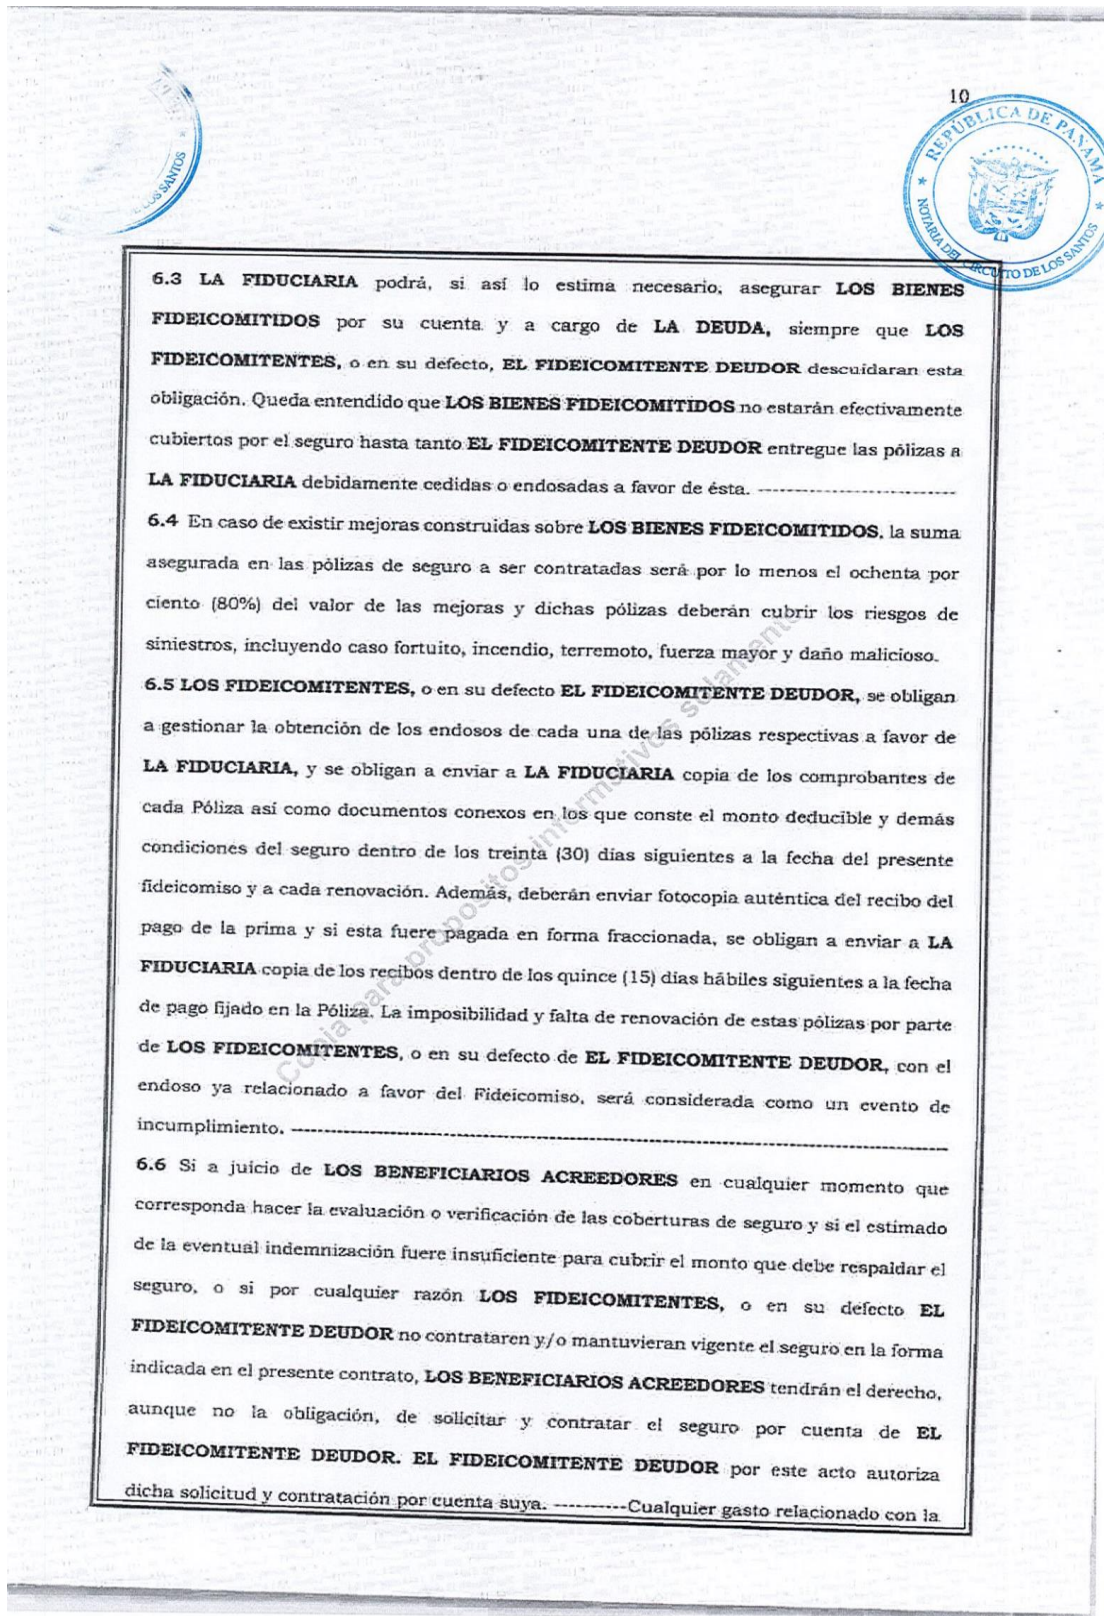 10
REPÚBLICA DE PANAMA
NOTARIA DEL CIRCUITO DE LOS SANTOS
DE LOS SANTOS
6.3 LA FIDUCIARIA podrá, si así lo estima necesario, asegurar LOS BIENES
FIDEICOMITIDOS por su cuenta y a cargo de LA DEUDA, siempre que LOS
FIDEICOMITENTES, o en su defecto, EL FIDEICOMITENTE DEUDOR descuidaran esta
obligación. Queda entendido que LOS BIENES FIDEICOMITIDOS no estarán efectivamente
cubiertos por el seguro hasta tanto EL FIDEICOMITENTE DEUDOR entregue las pólizas a
LA FIDUCIARIA debidamente cedidas o endosadas a favor de ésta. -------------------------
6.4 En caso de existir mejoras construidas sobre LOS BIENES FIDEICOMITIDOS, la suma
asegurada en las pólizas de seguro a ser contratadas será por lo menos el ochenta por
ciento (80%) del valor de las mejoras y dichas pólizas deberán cubrir los riesgos de
siniestros, incluyendo caso fortuito, incendio, terremoto, fuerza mayor y daño malicioso.
6.5 LOS FIDEICOMITENTES, o en su defecto EL FIDEICOMITENTE DEUDOR, se obligan
a gestionar la obtención de los endosos de cada una de las pólizas respectivas a favor de
LA FIDUCIARIA, y se obligan a enviar a LA FIDUCIARIA copia de los comprobantes de
cada Póliza así como documentos conexos en los que conste el monto deducible y demás
condiciones del seguro dentro de los treinta (30) días siguientes a la fecha del presente
fideicomiso y a cada renovación. Además, deberán enviar fotocopia auténtica del recibo del
pago de la prima y si esta fuere pagada en forma fraccionada, se obligan a enviar a LA
FIDUCIARIA copia de los recibos dentro de los quince (15) días hábiles siguientes a la fecha
de pago fijado en la Póliza. La imposibilidad y falta de renovación de estas pólizas por parte
de LOS FIDEICOMITENTES, o en su defecto de EL FIDEICOMITENTE DEUDOR, con el
endoso ya relacionado a favor del Fideicomiso, será considerada como un evento de
incumplimiento. --------------------------------------------------------------------------------
6.6 Si a juicio de LOS BENEFICIARIOS ACREEDORES en cualquier momento que
corresponda hacer la evaluación o verificación de las coberturas de seguro y si el estimado
de la eventual indemnización fuere insuficiente para cubrir el monto que debe respaldar el
seguro, o si por cualquier razón LOS FIDEICOMITENTES, o en su defecto EL
FIDEICOMITENTE DEUDOR no contrataren y/o mantuvieran vigente el seguro en la forma
indicada en el presente contrato, LOS BENEFICIARIOS ACREEDORES tendrán el derecho,
aunque no la obligación, de solicitar y contratar el seguro por cuenta de EL
FIDEICOMITENTE DEUDOR. EL FIDEICOMITENTE DEUDOR por este acto autoriza
dicha solicitud y contratación por cuenta suya. ----------Cualquier gasto relacionado con la
Copia para propositos informativos solamente